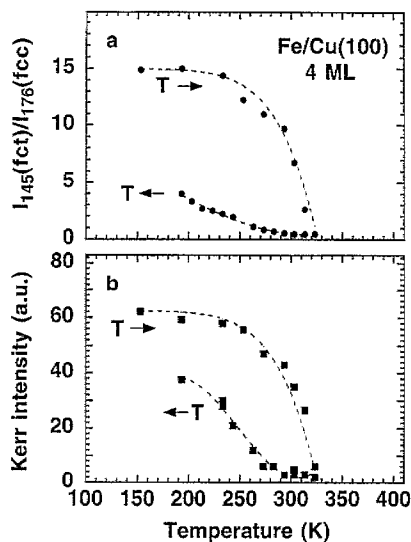 a
Fe/Cu(100)
4 ML
15
10
5
0
T →
T ←
I₁₄₅(fct)/I₁₇₆(fcc)
b
80
60
40
20
0
T →
← T
Kerr intensity (a.u.)
100 150 200 250 300 350 400
Temperature (K)